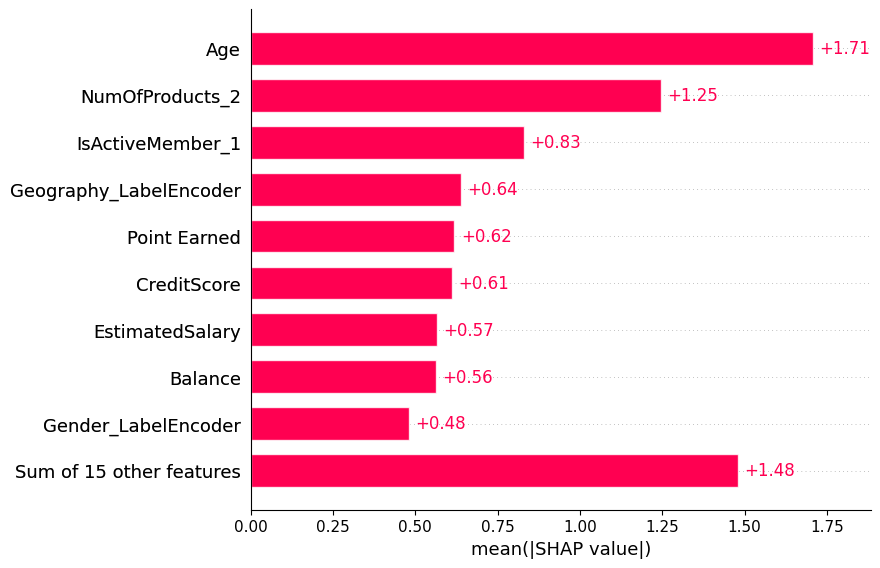 Age +1.71
NumOfProducts_2 +1.25
IsActiveMember_1 +0.83
Geography_LabelEncoder +0.64
Point Earned +0.62
CreditScore +0.61
EstimatedSalary +0.57
Balance +0.56
Gender_LabelEncoder +0.48
Sum of 15 other features +1.48
0.00 0.25 0.50 0.75 1.00 1.25 1.50 1.75
mean(|SHAP value|)